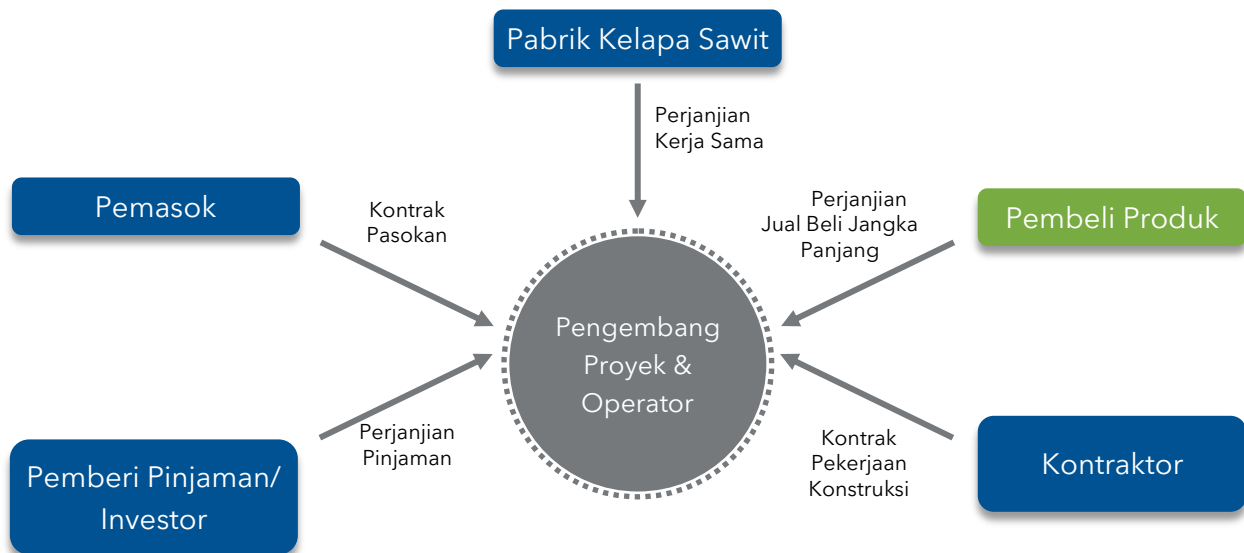 Pabrik Kelapa Sawit
Perjanjian
Kerja Sama
Pemasok
Kontrak
Pasokan
Perjanjian
Jual Beli Jangka
Panjang
Pembeli Produk
Pengembang
Proyek &
Operator
Pemberi Pinjaman/
Investor
Perjanjian
Pinjaman
Kontrak
Pekerjaan
Konstruksi
Kontraktor